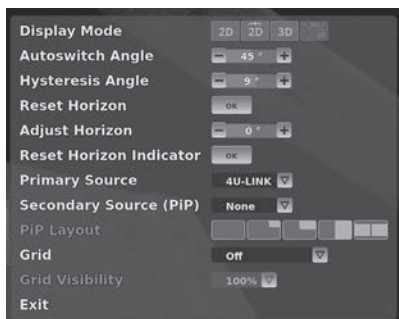 Display Mode 2D 2D 3D
Autoswitch Angle − 45 ° +
Hysteresis Angle − 9 ° +
Reset Horizon OK
Adjust Horizon − 0 ° +
Reset Horizon Indicator OK
Primary Source 4U-LINK
Secondary Source (PiP) None
PiP Layout
Grid Off
Grid Visibility 100%
Exit